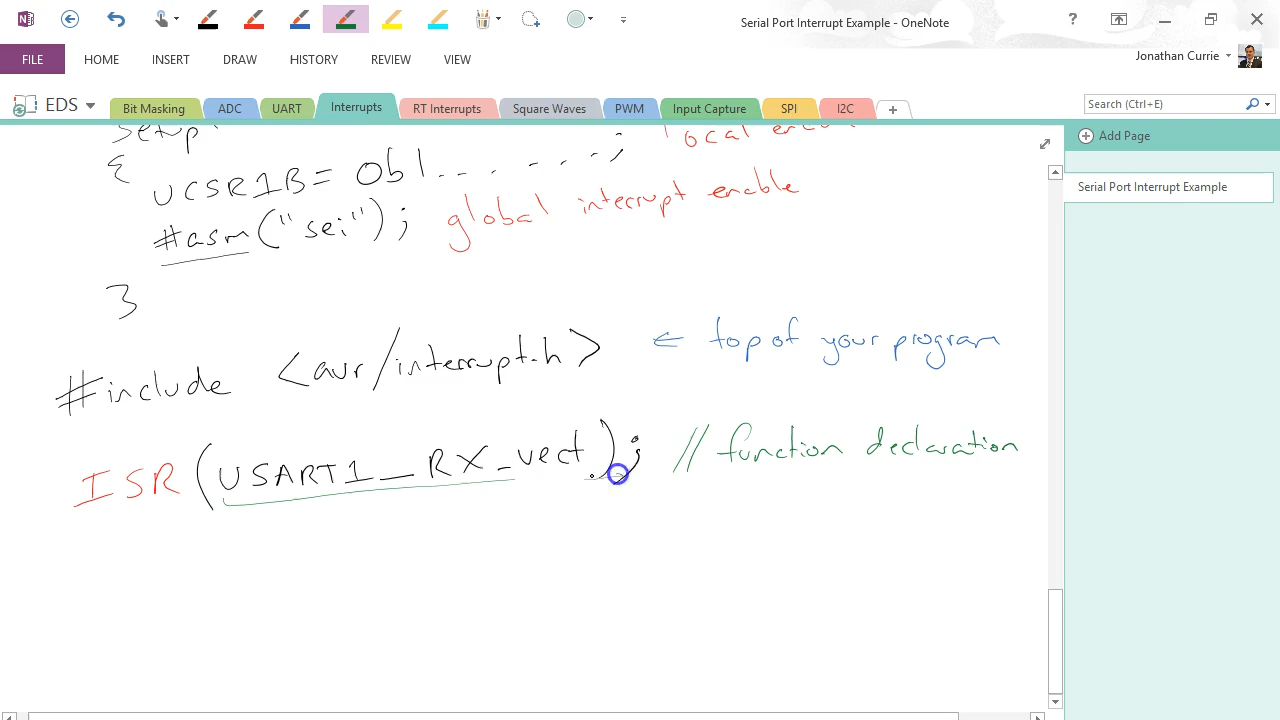 Serial Port Interrupt Example - OneNote
?
Jonathan Currie
FILE HOME INSERT DRAW HISTORY REVIEW VIEW
EDS
Bit Masking ADC UART Interrupts RT Interrupts Square Waves PWM Input Capture SPI I2C +
Search (Ctrl+E)
Add Page
Serial Port Interrupt Example
setup
local
{
UCSR1B = 0b1.......;
global interrupt enable
#asm("sei");
}
#include <avr/interrupt.h> ← top of your program
ISR (USART1_RX_vect); // function declaration